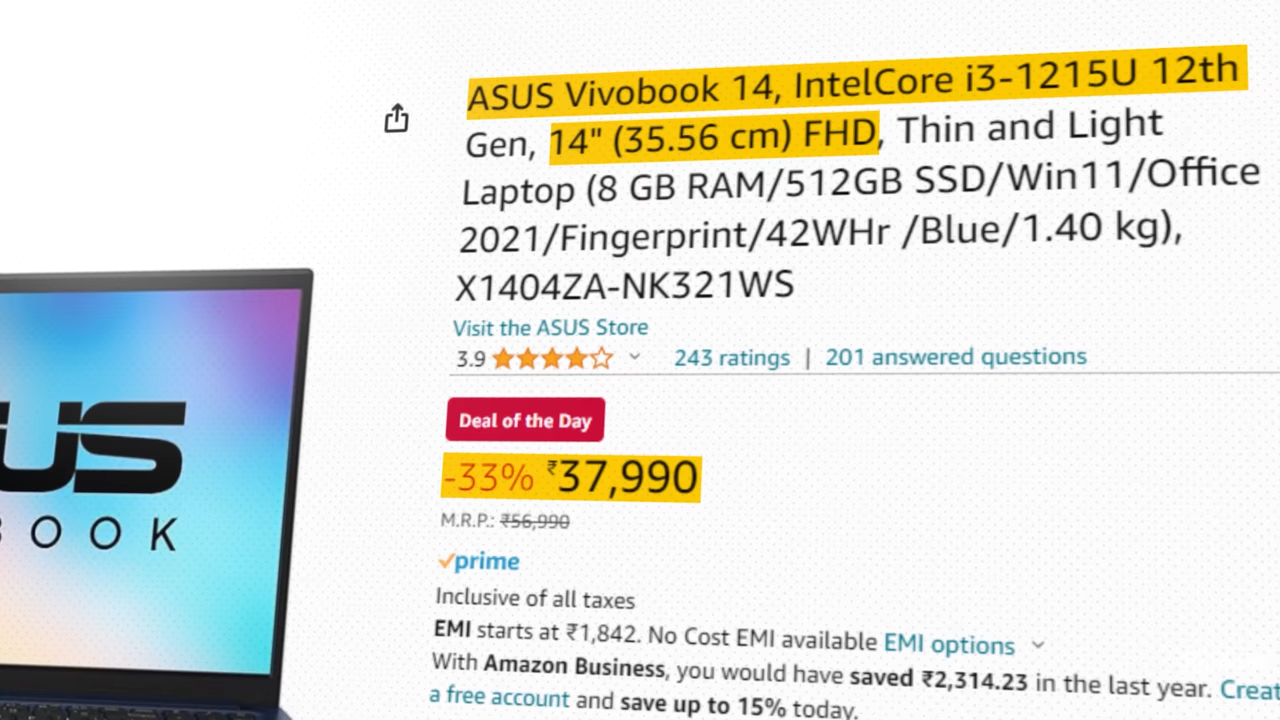 ASUS Vivobook 14, IntelCore i3-1215U 12th
Gen, 14" (35.56 cm) FHD, Thin and Light
Laptop (8 GB RAM/512GB SSD/Win11/Office
2021/Fingerprint/42WHr /Blue/1.40 kg),
X1404ZA-NK321WS
Visit the ASUS Store
3.9 243 ratings | 201 answered questions
Deal of the Day
-33% ₹37,990
M.R.P.: ₹56,990
prime
Inclusive of all taxes
EMI starts at ₹1,842. No Cost EMI available EMI options
With Amazon Business, you would have saved ₹2,314.23 in the last year. Creat
a free account and save up to 15% today.
US
BOOK